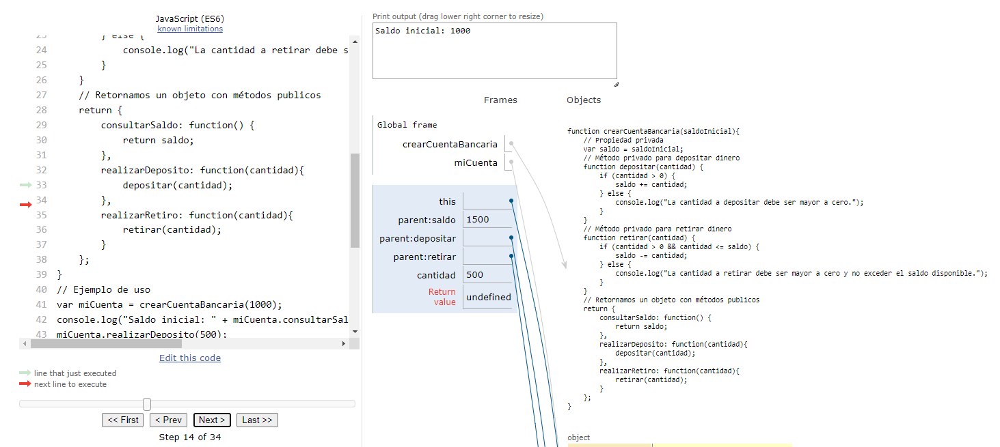 JavaScript (ES6)
known limitations
23         } else {
24             console.log("La cantidad a retirar debe s
25         }
26     }
27     // Retornamos un objeto con métodos publicos
28     return {
29         consultarSaldo: function() {
30             return saldo;
31         },
32         realizarDeposito: function(cantidad){
33             depositar(cantidad);
34         },
35         realizarRetiro: function(cantidad){
36             retirar(cantidad);
37         }
38     };
39 }
40 // Ejemplo de uso
41 var miCuenta = crearCuentaBancaria(1000);
42 console.log("Saldo inicial: " + miCuenta.consultarSal
43 miCuenta.realizarDeposito(500);
Edit this code
line that just executed
next line to execute
<< First
< Prev
Next >
Last >>
Step 14 of 34
Print output (drag lower right corner to resize)
Saldo inicial: 1000
Frames
Objects
Global frame
crearCuentaBancaria
miCuenta
this
parent:saldo 1500
parent:depositar
parent:retirar
cantidad 500
Return
value undefined
function crearCuentaBancaria(saldoInicial){
    // Propiedad privada
    var saldo = saldoInicial;
    // Método privado para depositar dinero
    function depositar(cantidad) {
        if (cantidad > 0) {
            saldo += cantidad;
        } else {
            console.log("La cantidad a depositar debe ser mayor a cero.");
        }
    }
    // Método privado para retirar dinero
    function retirar(cantidad) {
        if (cantidad > 0 && cantidad <= saldo) {
            saldo -= cantidad;
        } else {
            console.log("La cantidad a retirar debe ser mayor a cero y no exceder el saldo disponible.");
        }
    }
    // Retornamos un objeto con métodos publicos
    return {
        consultarSaldo: function() {
            return saldo;
        },
        realizarDeposito: function(cantidad){
            depositar(cantidad);
        },
        realizarRetiro: function(cantidad){
            retirar(cantidad);
        }
    };
}
object